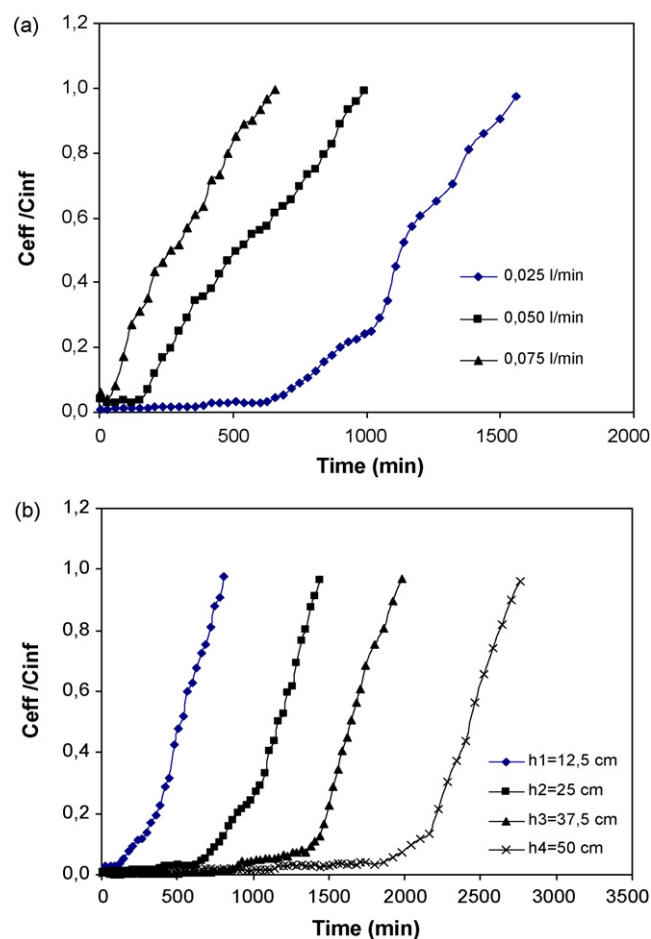 (a)
1,2
1,0
0,8
0,6
0,4
0,2
0,0
Ceff /Cinf
0,025 l/min
0,050 l/min
0,075 l/min
0 500 1000 1500 2000
Time (min)
(b)
1,2
1,0
0,8
0,6
0,4
0,2
0,0
Ceff /Cinf
h1=12,5 cm
h2=25 cm
h3=37,5 cm
h4=50 cm
0 500 1000 1500 2000 2500 3000 3500
Time (min)